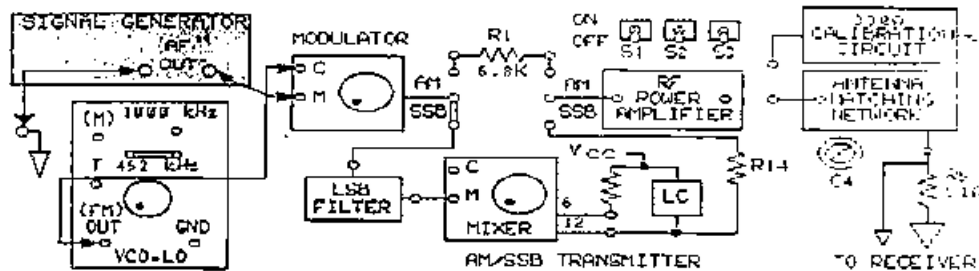 SIGNAL GENERATOR
AF
OUT
MODULATOR
C
M
R1
6.8K
ON
OFF
S1 S2 S3
CALIBRATION
CIRCUIT
AM
SSB
AM
SSB
RF
POWER
AMPLIFIER
ANTENNA
MATCHING
NETWORK
(M)
1000 kHz
T
452 kHz
(FM)
OUT
GND
VCO-LO
LSB
FILTER
C
M
MIXER
6
12
VCC
LC
R14
C4
AM/SSB TRANSMITTER
TO RECEIVER